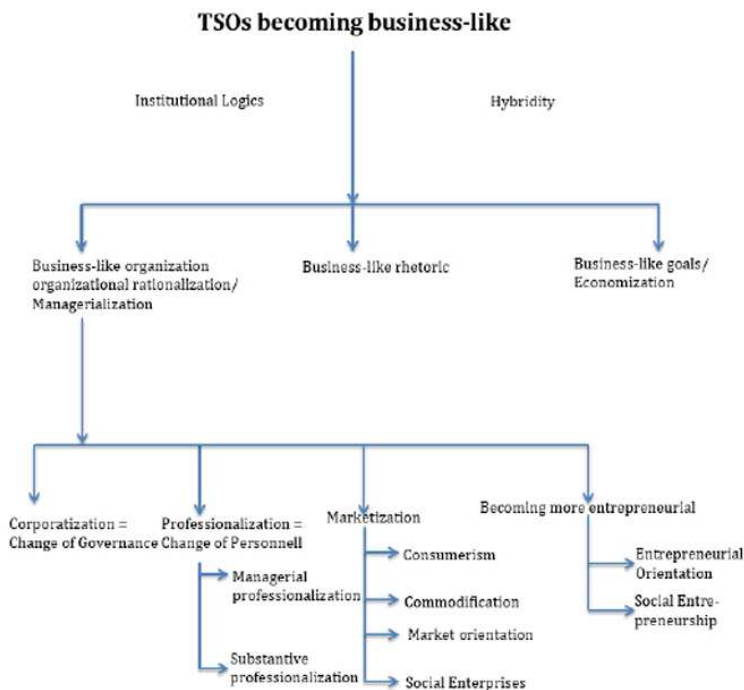 TSOs becoming business-like
Institutional Logics
Hybridity
Business-like organization
organizational rationalization/
Managerialization
Business-like rhetoric
Business-like goals/
Economization
Corporatization =
Change of Governance
Professionalization =
Change of Personnell
Managerial
professionalization
Substantive
professionalization
Marketization
Consumerism
Commodification
Market orientation
Social Enterprises
Becoming more entrepreneurial
Entrepreneurial
Orientation
Social Entre-
preneurship